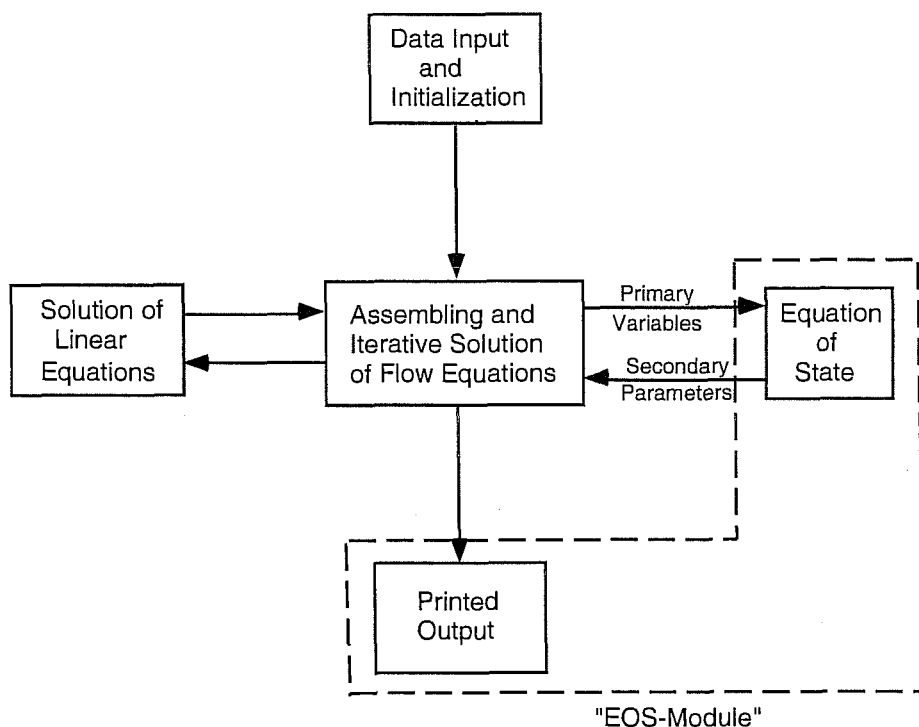 Data Input
and
Initialization
Solution of
Linear
Equations
Assembling and
Iterative Solution
of Flow Equations
Primary
Variables
Secondary
Parameters
Equation
of
State
Printed
Output
"EOS-Module"